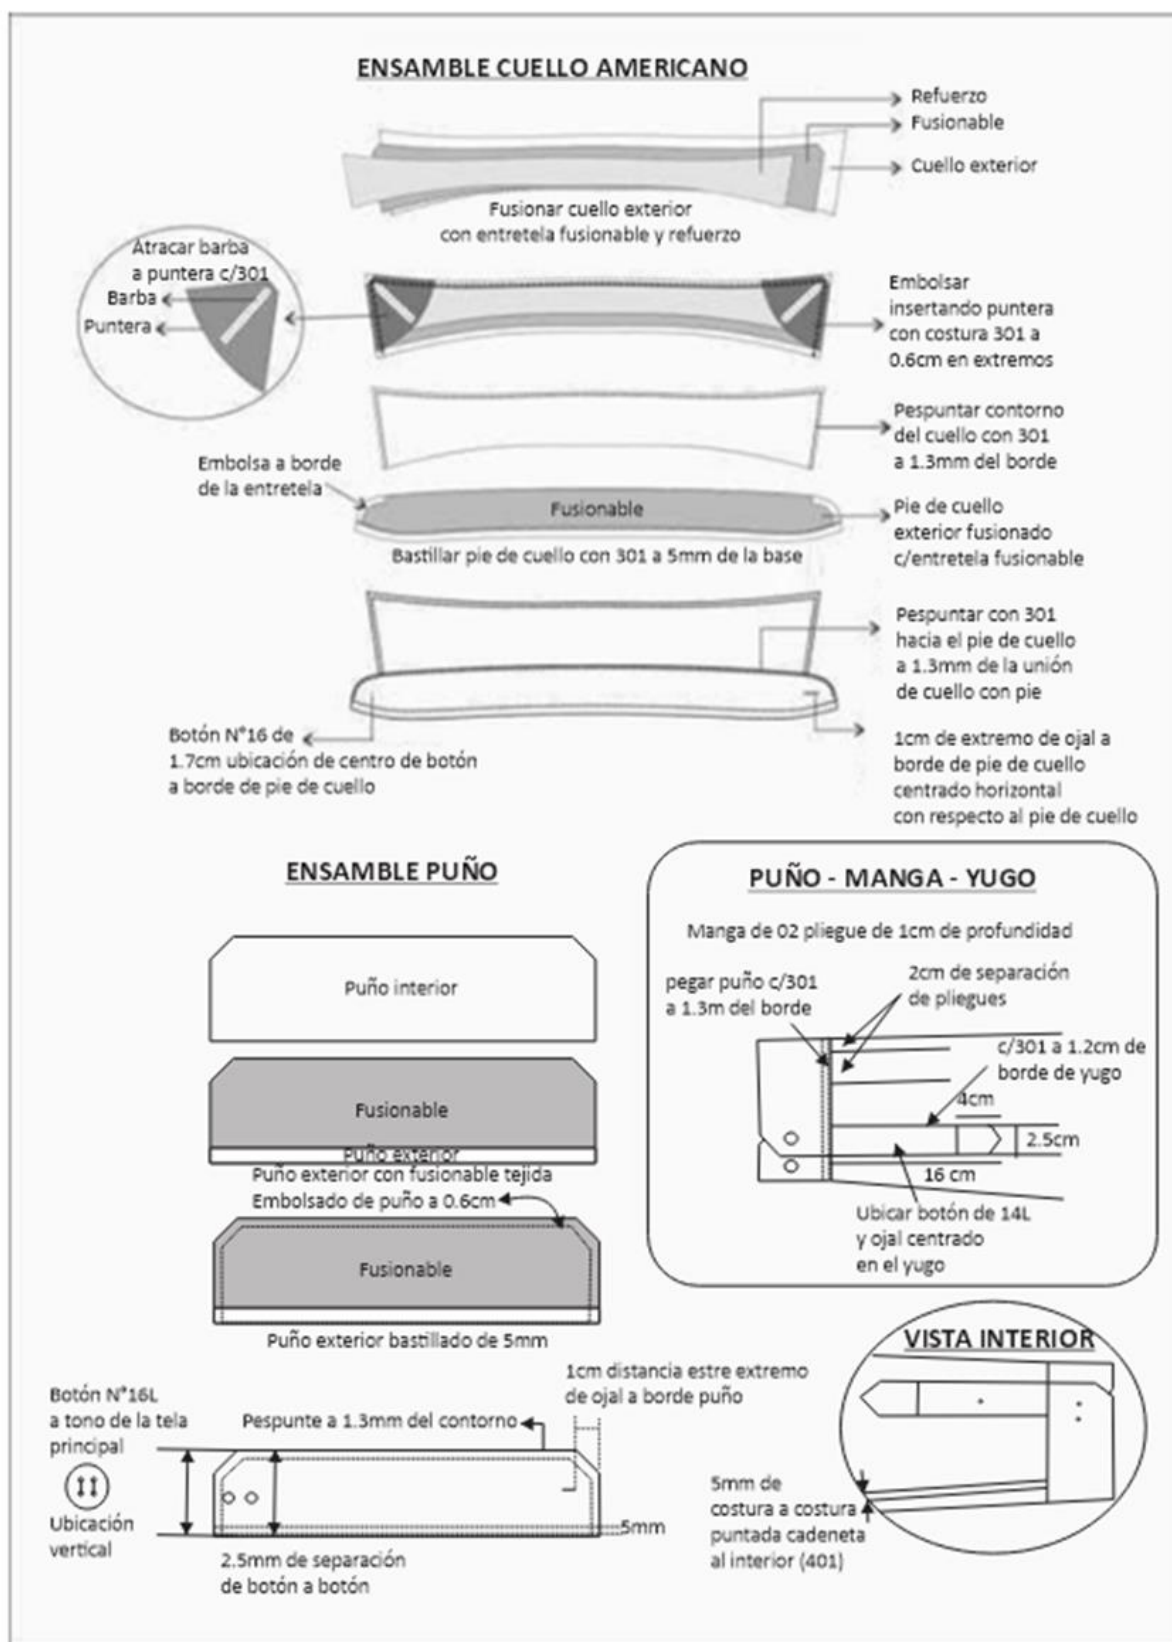 ENSAMBLE CUELLO AMERICANO
Refuerzo
Fusionable
Cuello exterior
Fusionar cuello exterior
con entretela fusionable y refuerzo
Atracar barba
a puntera c/301
Barba
Puntera
Embolsar
insertando puntera
con costura 301 a
0.6cm en extremos
Pespuntar contorno
del cuello con 301
a 1.3mm del borde
Embolsa a borde
de la entretela
Fusionable
Pie de cuello
exterior fusionado
c/entretela fusionable
Bastillar pie de cuello con 301 a 5mm de la base
Pespuntar con 301
hacia el pie de cuello
a 1.3mm de la unión
de cuello con pie
Botón N°16 de
1.7cm ubicación de centro de botón
a borde de pie de cuello
1cm de extremo de ojal a
borde de pie de cuello
centrado horizontal
con respecto al pie de cuello
ENSAMBLE PUÑO
Puño interior
Fusionable
Puño exterior
Puño exterior con fusionable tejida
Embolsado de puño a 0.6cm
Fusionable
Puño exterior bastillado de 5mm
PUÑO - MANGA - YUGO
Manga de 02 pliegue de 1cm de profundidad
pegar puño c/301
a 1.3m del borde
2cm de separación
de pliegues
c/301 a 1.2cm de
borde de yugo
4cm
2.5cm
16 cm
Ubicar botón de 14L
y ojal centrado
en el yugo
VISTA INTERIOR
5mm de
costura a costura
puntada cadeneta
al interior (401)
1cm distancia estre extremo
de ojal a borde puño
Botón N°16L
a tono de la tela
principal
Pespunte a 1.3mm del contorno
Ubicación
vertical
5mm
2.5mm de separación
de botón a botón